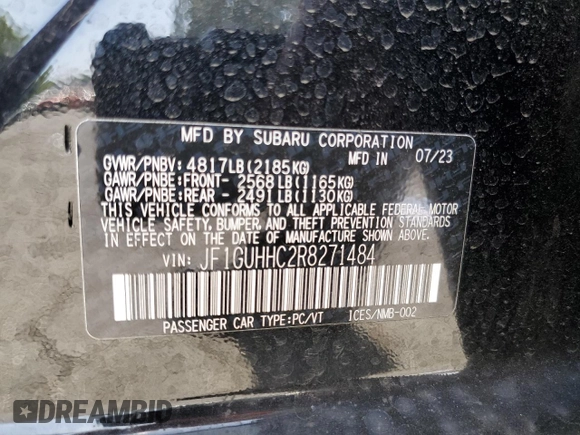 MFD BY SUBARU CORPORATION
MFD IN 07/23
GVWR/PNBV: 4817LB(2185KG)
GAWR/PNBE:FRONT- 2568LB(1165KG)
GAWR/PNBE:REAR - 2491LB(1130KG)
THIS VEHICLE CONFORMS TO ALL APPLICABLE FEDERAL MOTOR
VEHICLE SAFETY, BUMPER, AND THEFT PREVENTION STANDARDS
IN EFFECT ON THE DATE OF MANUFACTURE SHOWN ABOVE.
VIN: JF1GUHHC2R8271484
PASSENGER CAR TYPE:PC/VT ICES/NMB-002
DREAMBID